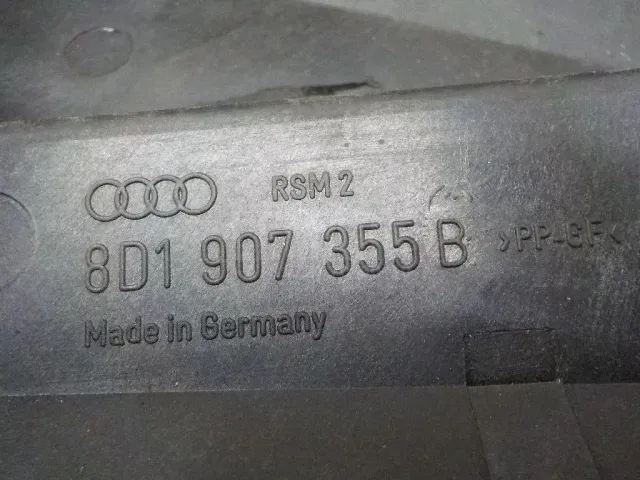 RSM 2
8D1 907 355 B >PP-GF<
Made in Germany